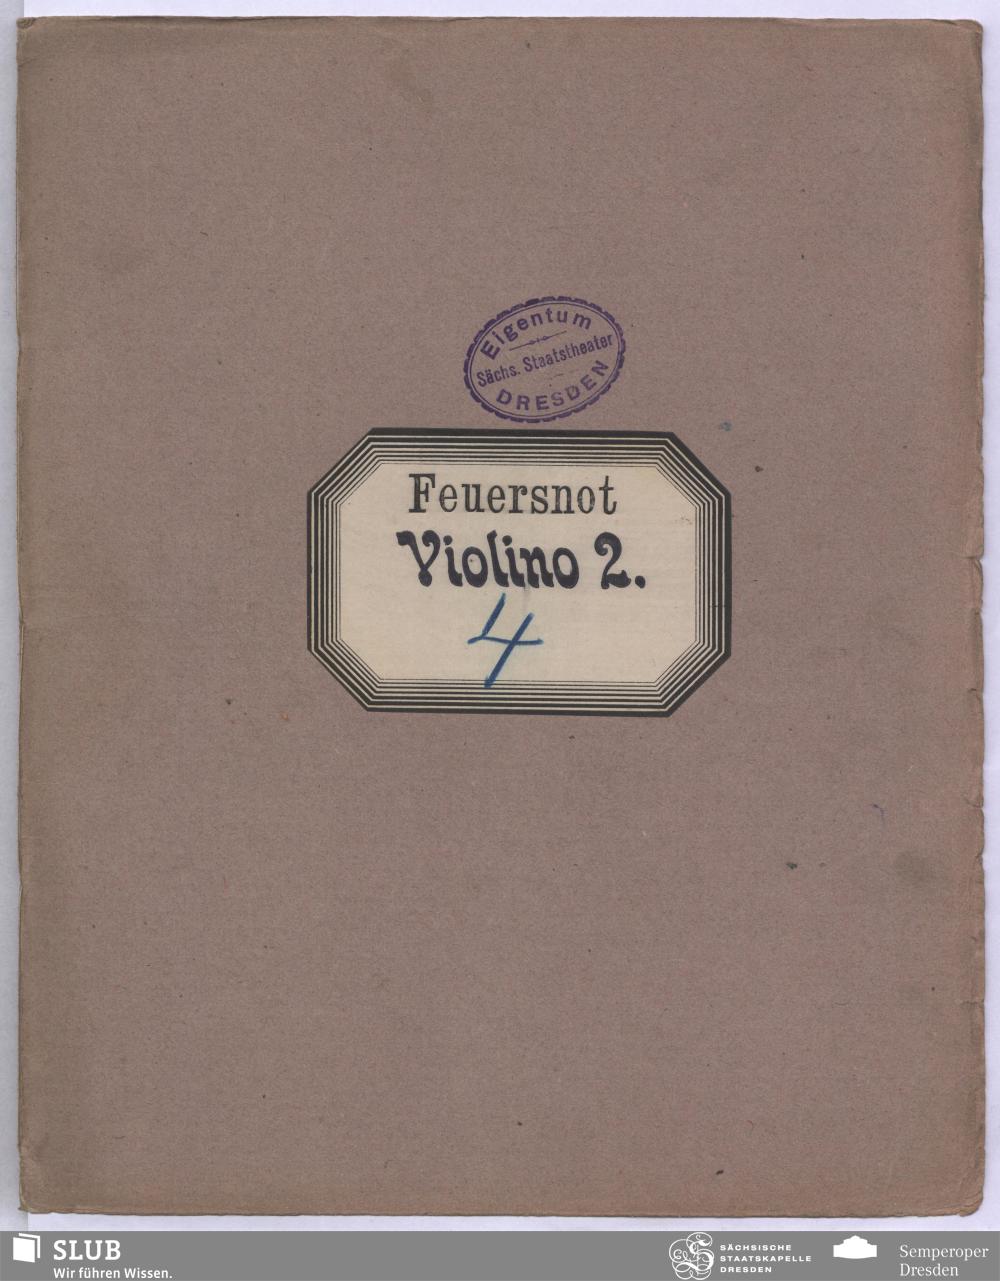 Eigentum
Sächs. Staatstheater
DRESDEN
Feuersnot
Violino 2.
4
SLUB
Wir führen Wissen.
SÄCHSISCHE
STAATSKAPELLE
DRESDEN
Semperoper
Dresden